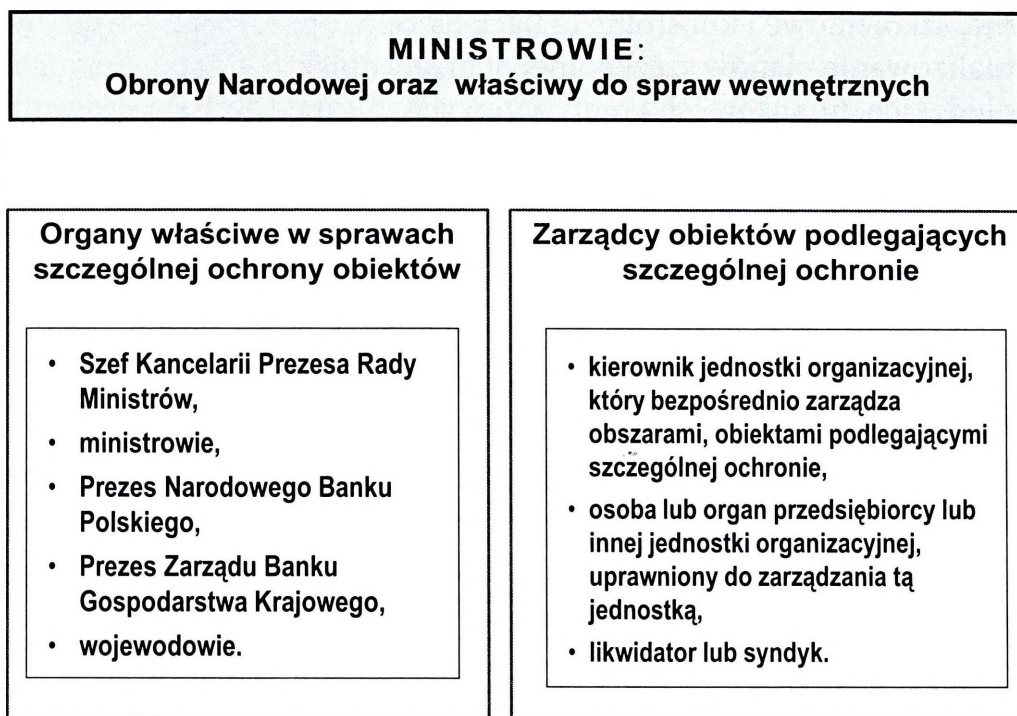 MINISTROWIE:
Obrony Narodowej oraz właściwy do spraw wewnętrznych
Organy właściwe w sprawach
szczególnej ochrony obiektów
• Szef Kancelarii Prezesa Rady
Ministrów,
• ministrowie,
• Prezes Narodowego Banku
Polskiego,
• Prezes Zarządu Banku
Gospodarstwa Krajowego,
• wojewodowie.
Zarządcy obiektów podlegających
szczególnej ochronie
• kierownik jednostki organizacyjnej,
który bezpośrednio zarządza
obszarami, obiektami podlegającymi
szczególnej ochronie,
• osoba lub organ przedsiębiorcy lub
innej jednostki organizacyjnej,
uprawniony do zarządzania tą
jednostką,
• likwidator lub syndyk.